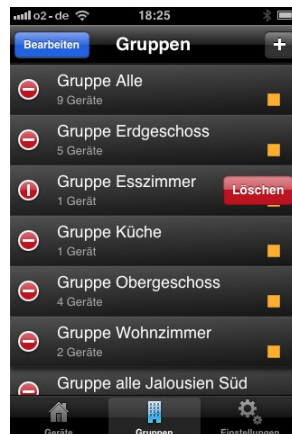 o2-de 18:25
Bearbeiten Gruppen +
Gruppe Alle
9 Geräte
Gruppe Erdgeschoss
5 Geräte
Gruppe Esszimmer
1 Gerät
Löschen
Gruppe Küche
1 Gerät
Gruppe Obergeschoss
4 Geräte
Gruppe Wohnzimmer
2 Geräte
Gruppe alle Jalousien Süd
Geräte Gruppen Einstellungen